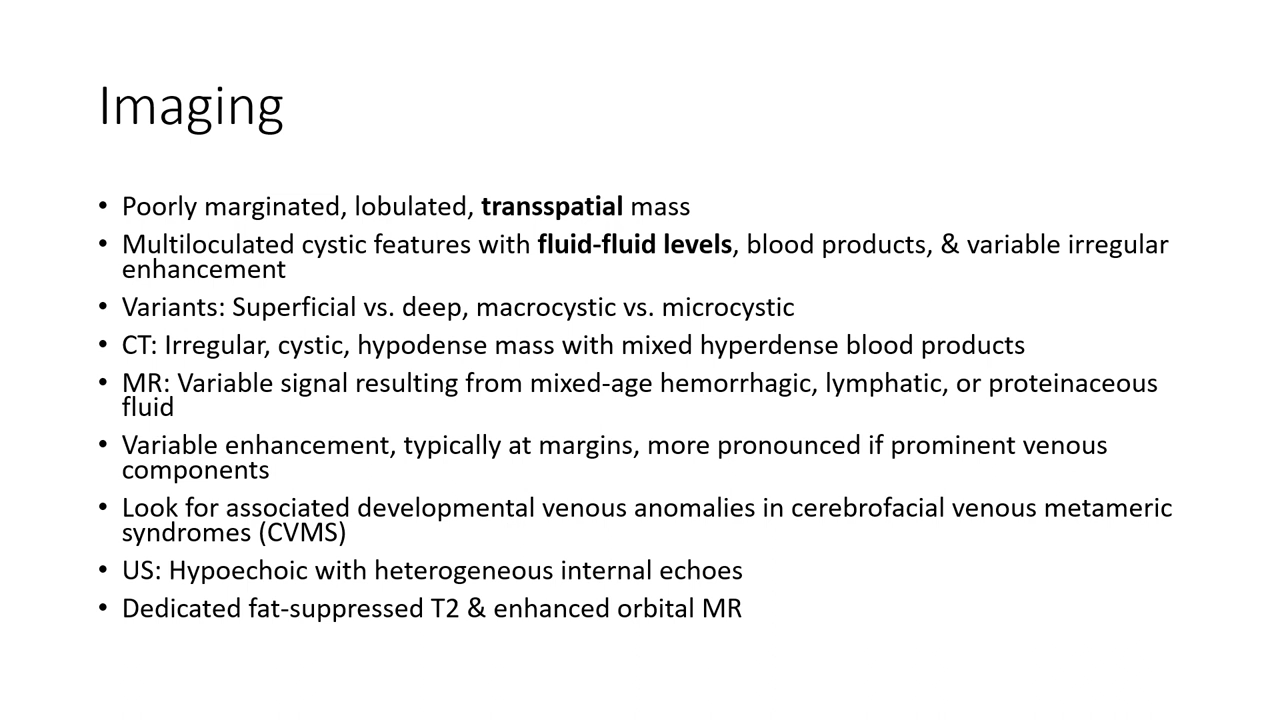 Imaging
• Poorly marginated, lobulated, transspatial mass
• Multiloculated cystic features with fluid-fluid levels, blood products, & variable irregular
enhancement
• Variants: Superficial vs. deep, macrocystic vs. microcystic
• CT: Irregular, cystic, hypodense mass with mixed hyperdense blood products
• MR: Variable signal resulting from mixed-age hemorrhagic, lymphatic, or proteinaceous
fluid
• Variable enhancement, typically at margins, more pronounced if prominent venous
components
• Look for associated developmental venous anomalies in cerebrofacial venous metameric
syndromes (CVMS)
• US: Hypoechoic with heterogeneous internal echoes
• Dedicated fat-suppressed T2 & enhanced orbital MR